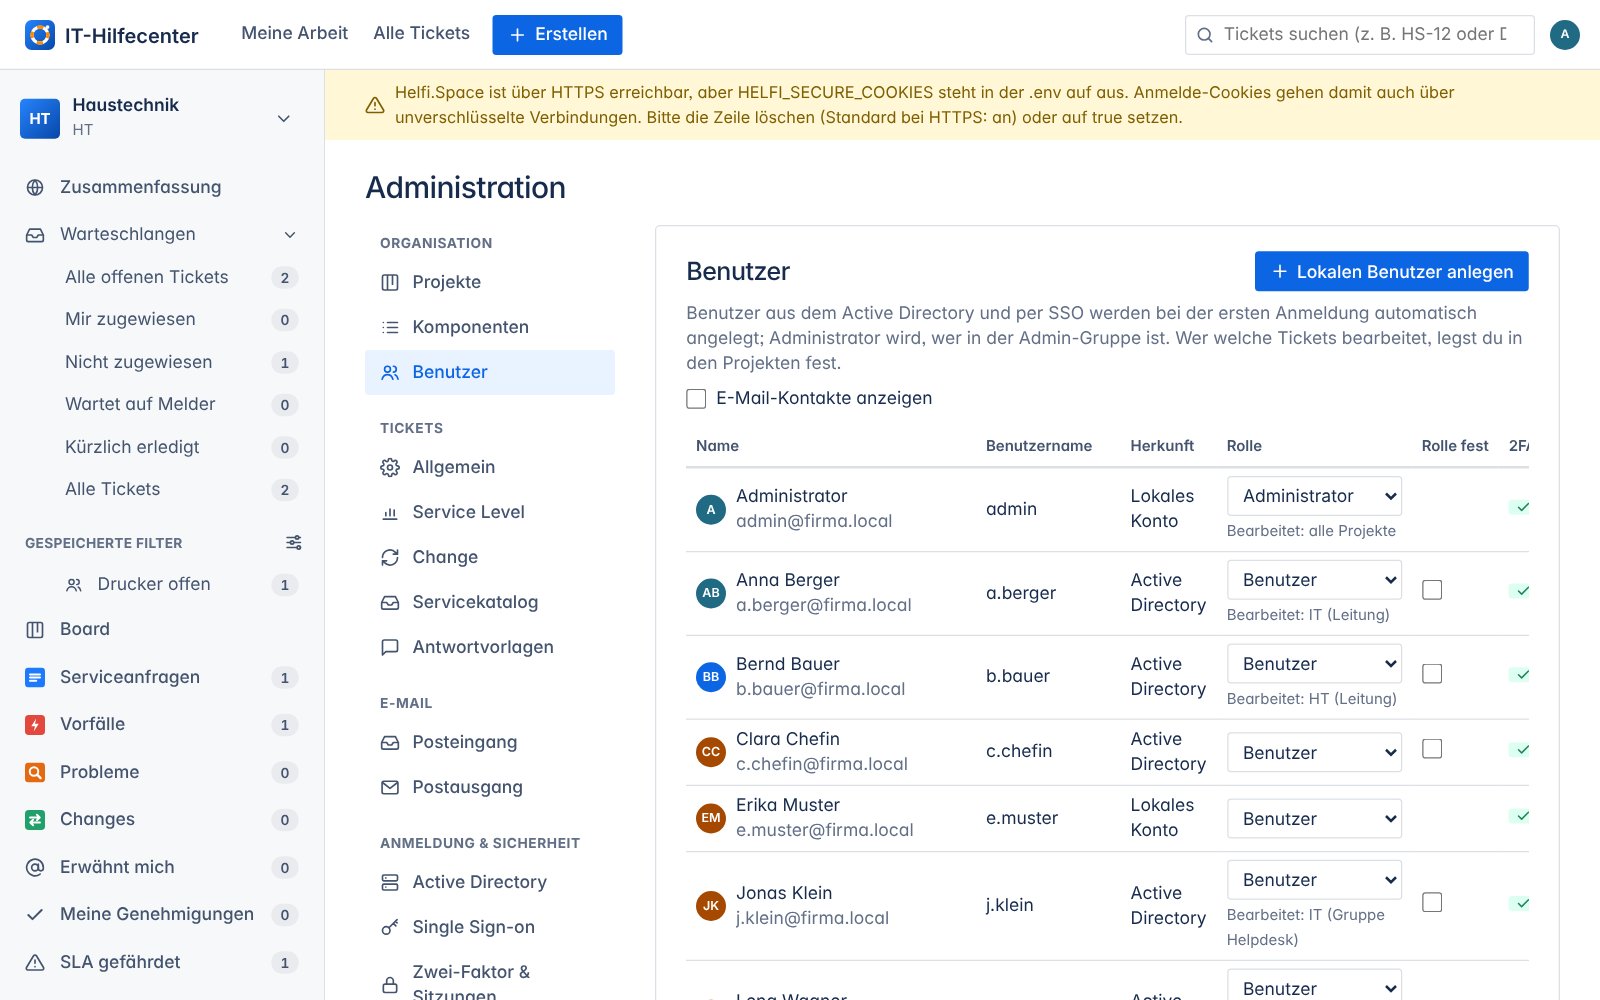 IT-Hilfecenter
Meine Arbeit
Alle Tickets
Erstellen
Tickets suchen (z. B. HS-12 oder D
A
HT
Haustechnik
HT
Zusammenfassung
Warteschlangen
Alle offenen Tickets 2
Mir zugewiesen 0
Nicht zugewiesen 1
Wartet auf Melder 0
Kürzlich erledigt 0
Alle Tickets 2
GESPEICHERTE FILTER
Drucker offen 1
Board
Serviceanfragen 1
Vorfälle 1
Probleme 0
Changes 0
Erwähnt mich 0
Meine Genehmigungen 0
SLA gefährdet 1
Helfi.Space ist über HTTPS erreichbar, aber HELFI_SECURE_COOKIES steht in der .env auf aus. Anmelde-Cookies gehen damit auch über
unverschlüsselte Verbindungen. Bitte die Zeile löschen (Standard bei HTTPS: an) oder auf true setzen.
Administration
ORGANISATION
Projekte
Komponenten
Benutzer
TICKETS
Allgemein
Service Level
Change
Servicekatalog
Antwortvorlagen
E-MAIL
Posteingang
Postausgang
ANMELDUNG & SICHERHEIT
Active Directory
Single Sign-on
Zwei-Faktor &
Sitzungen
Benutzer
Lokalen Benutzer anlegen
Benutzer aus dem Active Directory und per SSO werden bei der ersten Anmeldung automatisch
angelegt; Administrator wird, wer in der Admin-Gruppe ist. Wer welche Tickets bearbeitet, legst du in
den Projekten fest.
E-Mail-Kontakte anzeigen
Name Benutzername Herkunft Rolle Rolle fest 2FA
A
Administrator
admin@firma.local
admin
Lokales
Konto
Administrator
Bearbeitet: alle Projekte
AB
Anna Berger
a.berger@firma.local
a.berger
Active
Directory
Benutzer
Bearbeitet: IT (Leitung)
BB
Bernd Bauer
b.bauer@firma.local
b.bauer
Active
Directory
Benutzer
Bearbeitet: HT (Leitung)
CC
Clara Chefin
c.chefin@firma.local
c.chefin
Active
Directory
Benutzer
EM
Erika Muster
e.muster@firma.local
e.muster
Lokales
Konto
Benutzer
JK
Jonas Klein
j.klein@firma.local
j.klein
Active
Directory
Benutzer
Bearbeitet: IT (Gruppe
Helpdesk)
Lena Wagner
Active
Benutzer